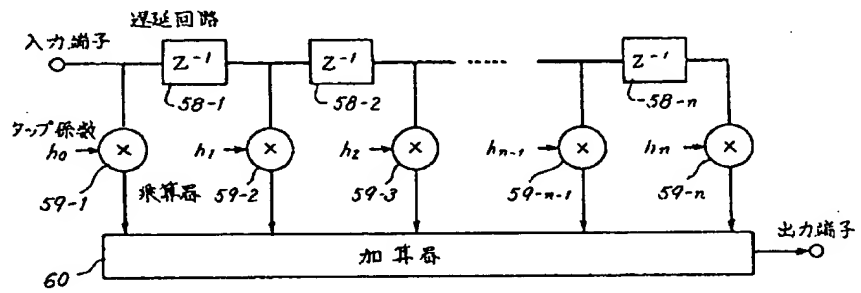 遅延回路
入力端子
Z⁻¹ Z⁻¹ ...... Z⁻¹
58-1 58-2 58-n
タップ係数
h₀ h₁ h₂ hₙ₋₁ hₙ
× × × × ×
59-1 乗算器 59-2 59-3 59-n-1 59-n
出力端子
加算器
60